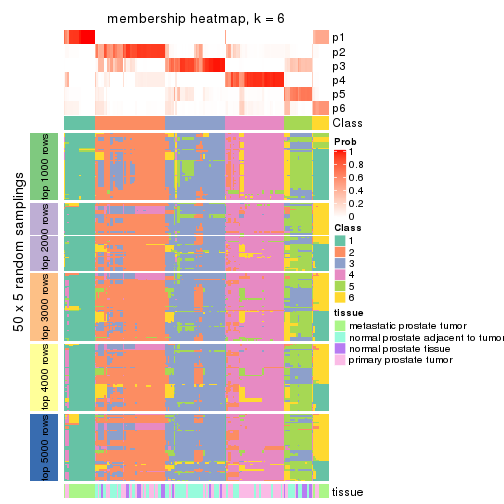 membership heatmap, k = 6
p1
p2
p3
p4
p5
p6
Class
50 x 5 random samplings
top 1000 rows
top 2000 rows
top 3000 rows
top 4000 rows
top 5000 rows
tissue
Prob
1
0.8
0.6
0.4
0.2
0
Class
1
2
3
4
5
6
tissue
metastatic prostate tumor
normal prostate adjacent to tumor
normal prostate tissue
primary prostate tumor